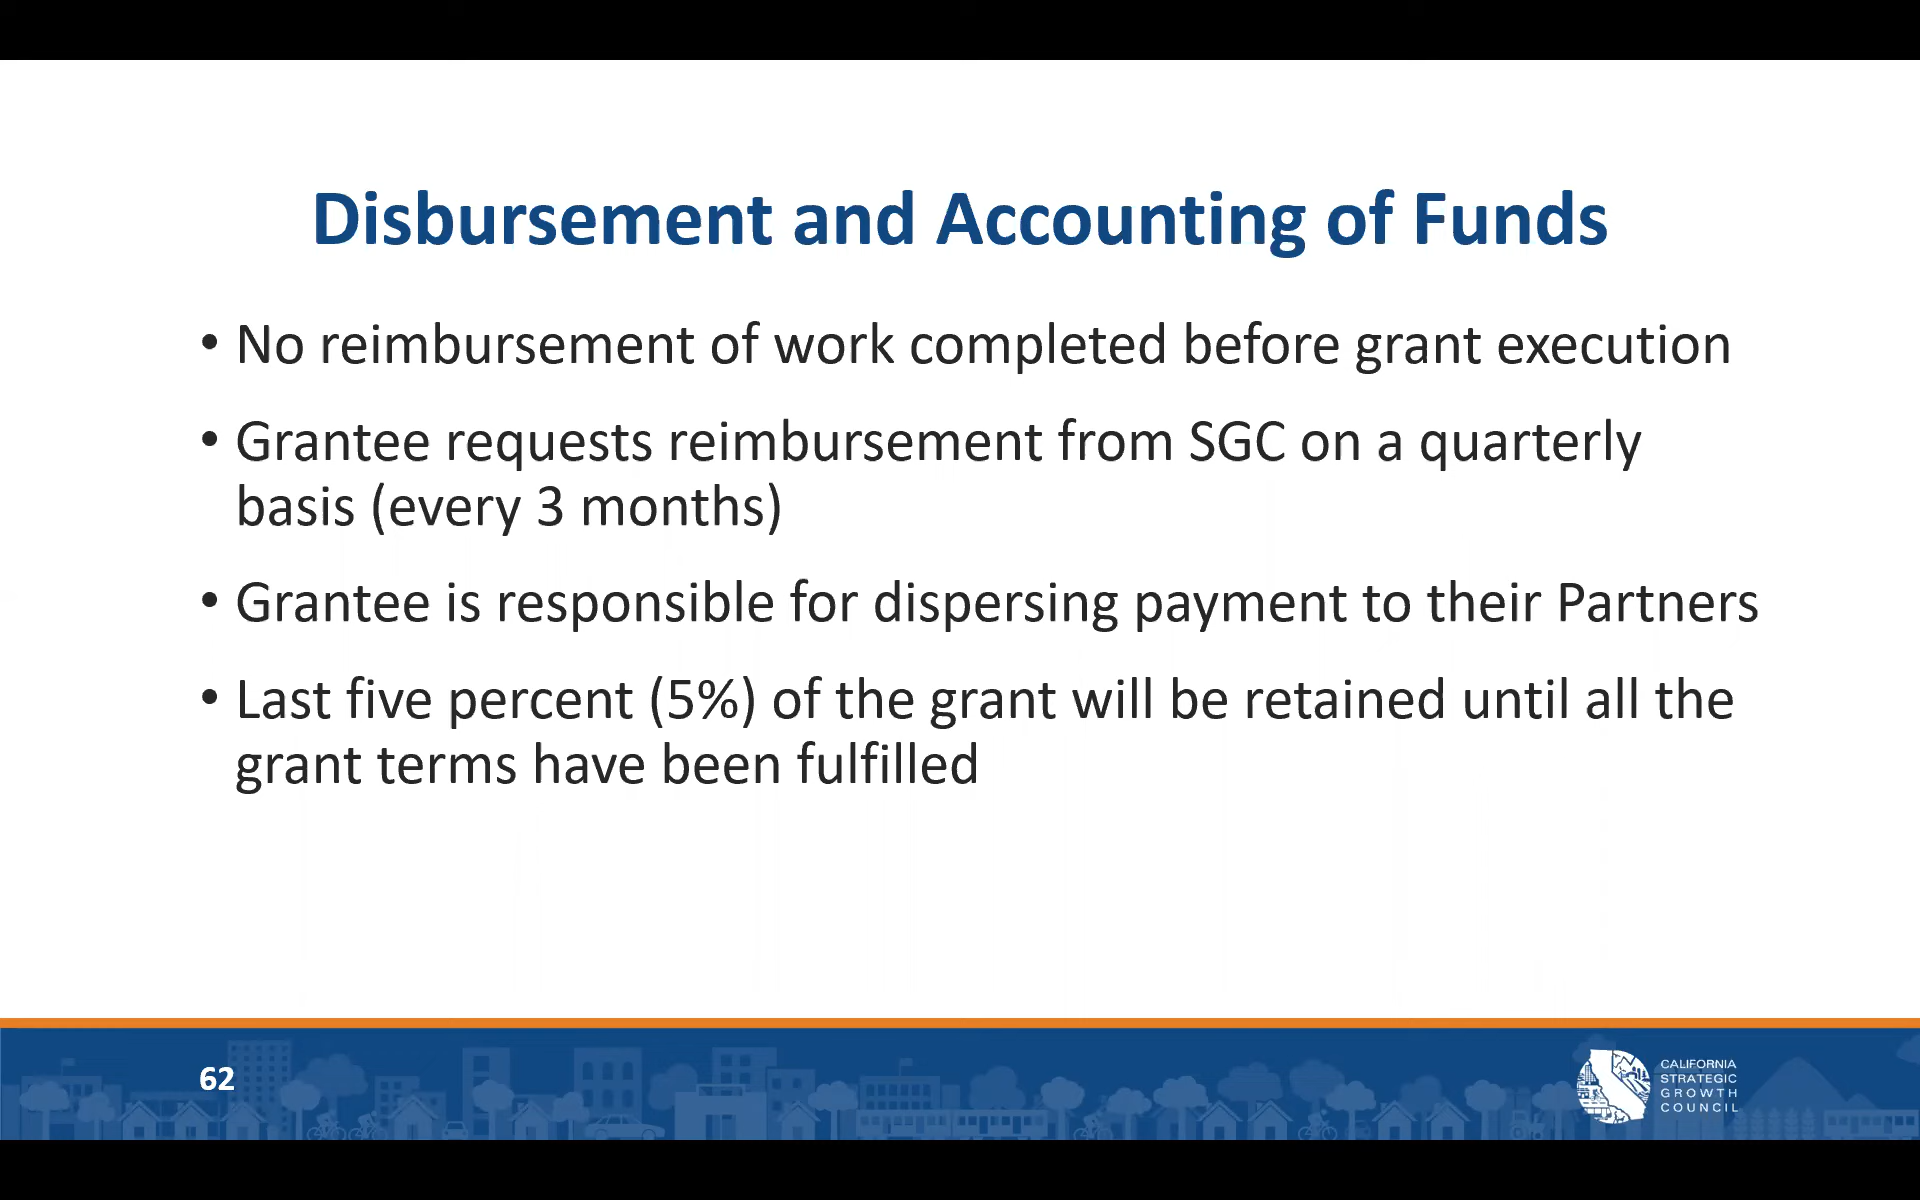 Disbursement and Accounting of Funds
• No reimbursement of work completed before grant execution
• Grantee requests reimbursement from SGC on a quarterly
basis (every 3 months)
• Grantee is responsible for dispersing payment to their Partners
• Last five percent (5%) of the grant will be retained until all the
grant terms have been fulfilled
62
CALIFORNIA
STRATEGIC
GROWTH
COUNCIL